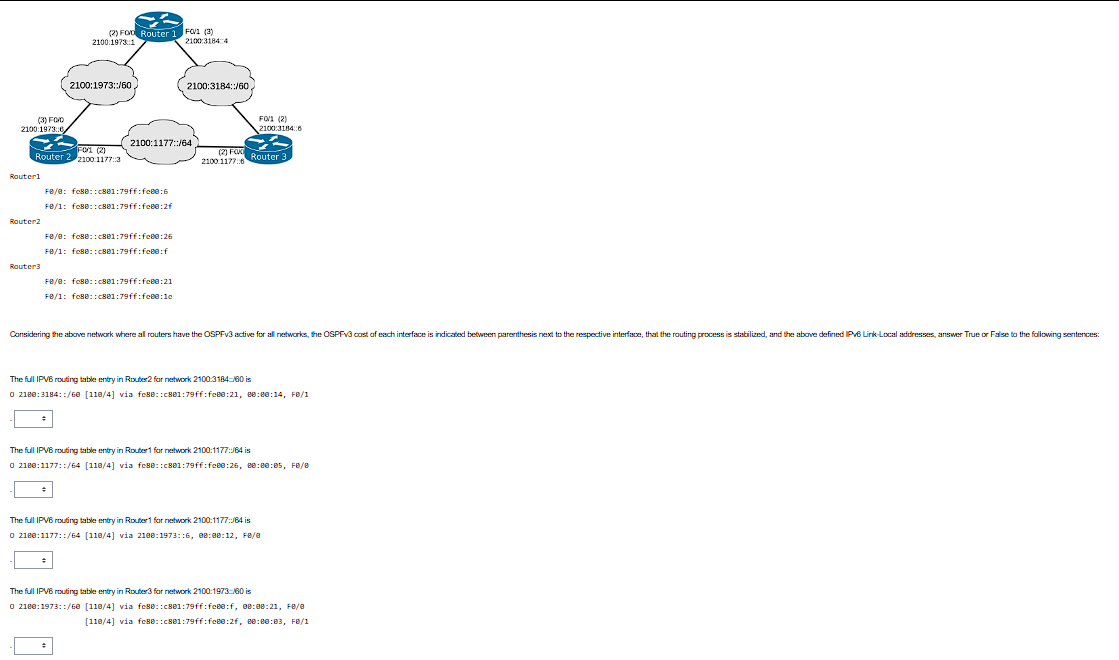 (2) F0/0
2100:1973::1
Router 1
F0/1 (3)
2100:3184::4
2100:1973::/60
2100:3184::/60
(3) F0/0
2100:1973::6
Router 2
F0/1 (2)
2100:1177::3
2100:1177::/64
F0/1 (2)
2100:3184::6
(2) F0/0
2100:1177::6
Router 3
Router1
F0/0: fe80::c801:79ff:fe00:6
F0/1: fe80::c801:79ff:fe00:2f
Router2
F0/0: fe80::c801:79ff:fe00:26
F0/1: fe80::c801:79ff:fe00:f
Router3
F0/0: fe80::c801:79ff:fe00:21
F0/1: fe80::c801:79ff:fe00:1e
Considering the above network where all routers have the OSPFv3 active for all networks, the OSPFv3 cost of each interface is indicated between parenthesis next to the respective interface, that the routing process is stabilized, and the above defined IPv6 Link-Local addresses, answer True or False to the following sentences:
The full IPV6 routing table entry in Router2 for network 2100:3184::/60 is
O 2100:3184::/60 [110/4] via fe80::c801:79ff:fe00:21, 00:00:14, F0/1
.
The full IPV6 routing table entry in Router1 for network 2100:1177::/64 is
O 2100:1177::/64 [110/4] via fe80::c801:79ff:fe00:26, 00:00:05, F0/0
.
The full IPV6 routing table entry in Router1 for network 2100:1177::/64 is
O 2100:1177::/64 [110/4] via 2100:1973::6, 00:00:12, F0/0
.
The full IPV6 routing table entry in Router3 for network 2100:1973::/60 is
O 2100:1973::/60 [110/4] via fe80::c801:79ff:fe00:f, 00:00:21, F0/0
[110/4] via fe80::c801:79ff:fe00:2f, 00:00:03, F0/1
.